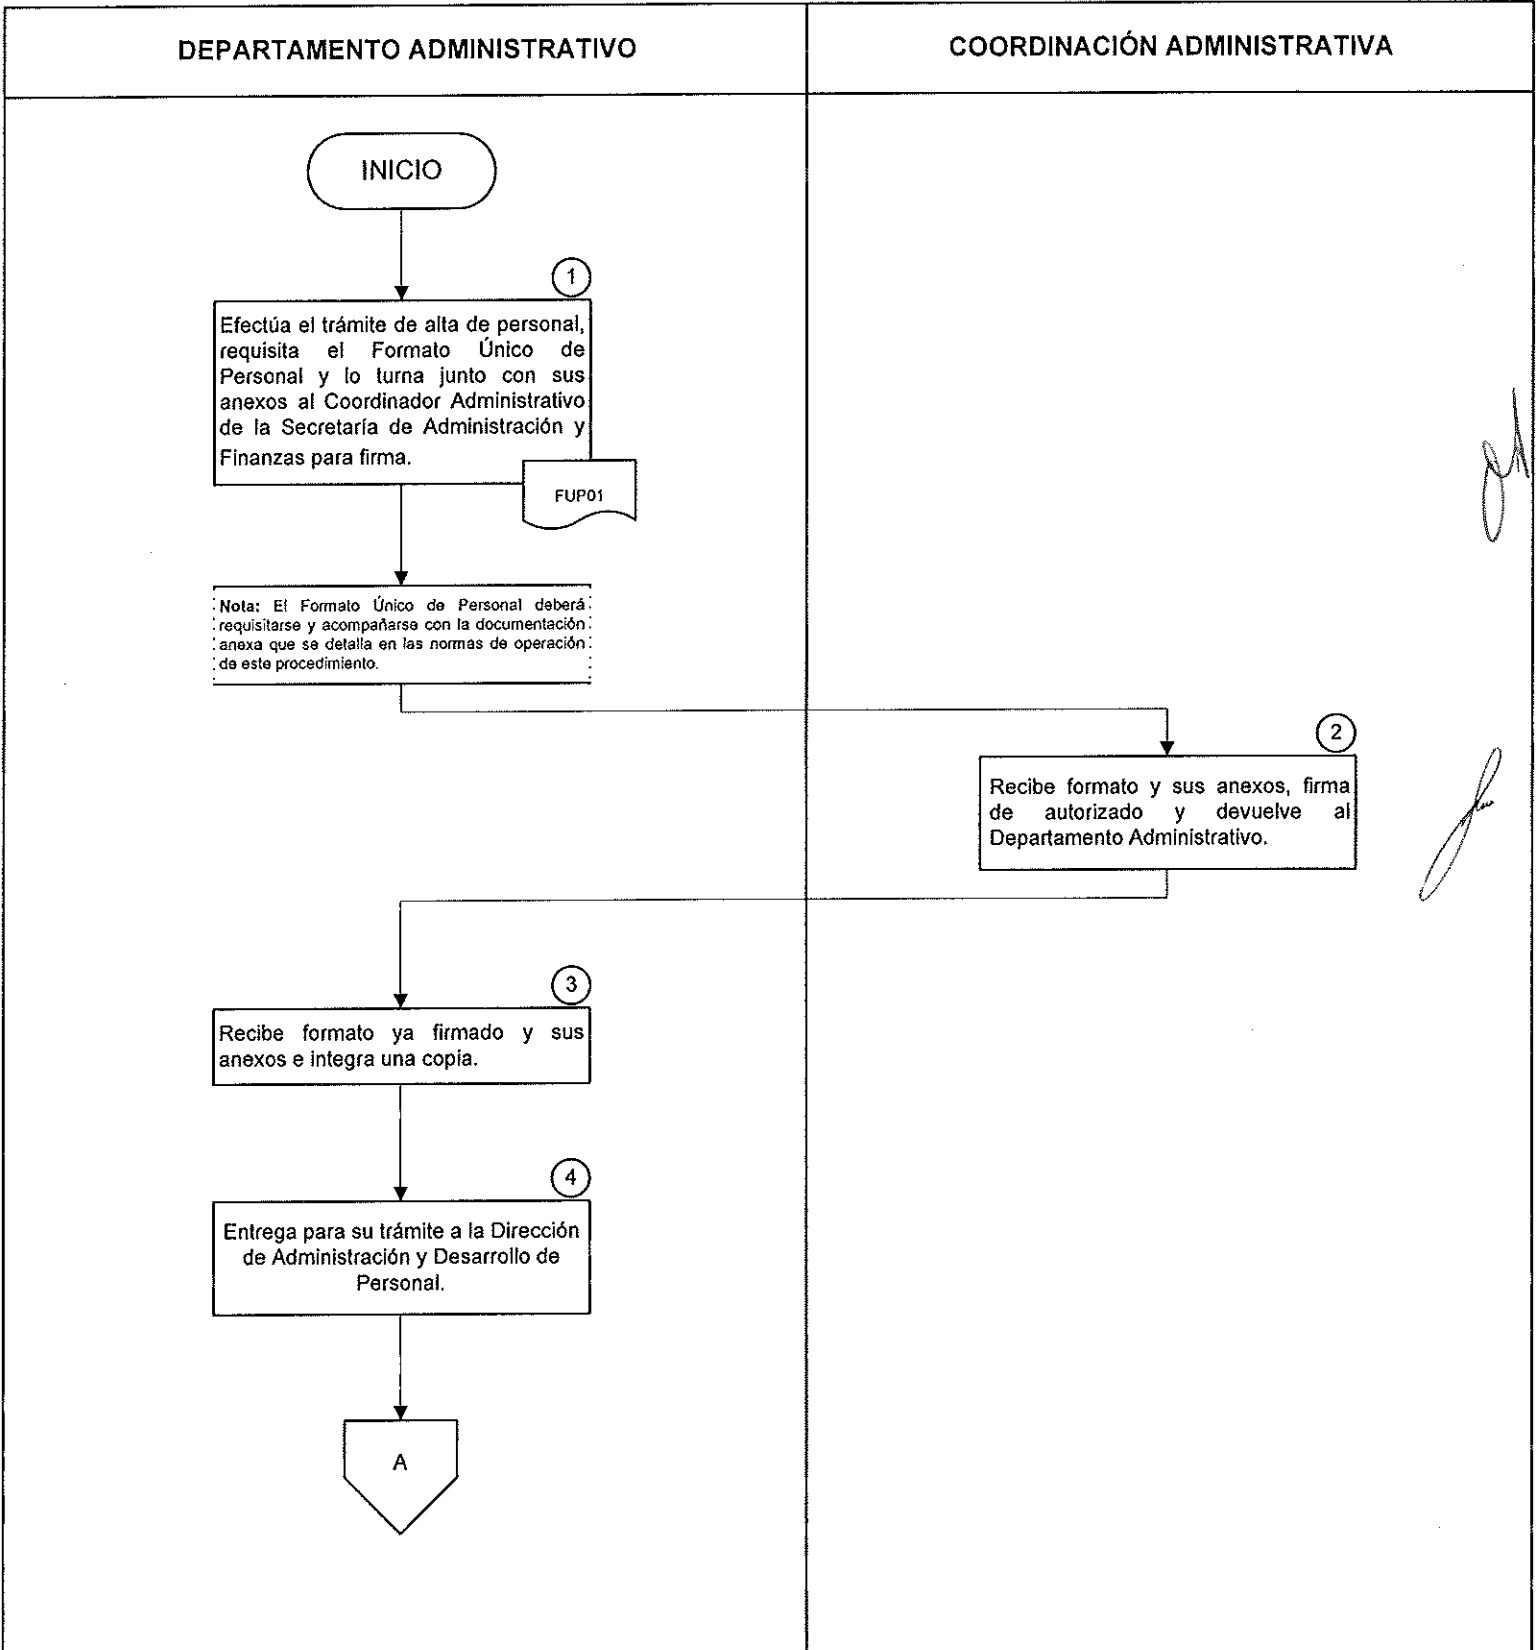 DEPARTAMENTO ADMINISTRATIVO
COORDINACIÓN ADMINISTRATIVA
INICIO
1
Efectúa el trámite de alta de personal,
requisita el Formato Único de
Personal y lo turna junto con sus
anexos al Coordinador Administrativo
de la Secretaría de Administración y
Finanzas para firma.
FUP01
Nota: El Formato Único de Personal deberá
requisitarse y acompañarse con la documentación
anexa que se detalla en las normas de operación
de este procedimiento.
2
Recibe formato y sus anexos, firma
de autorizado y devuelve al
Departamento Administrativo.
3
Recibe formato ya firmado y sus
anexos e integra una copia.
4
Entrega para su trámite a la Dirección
de Administración y Desarrollo de
Personal.
A